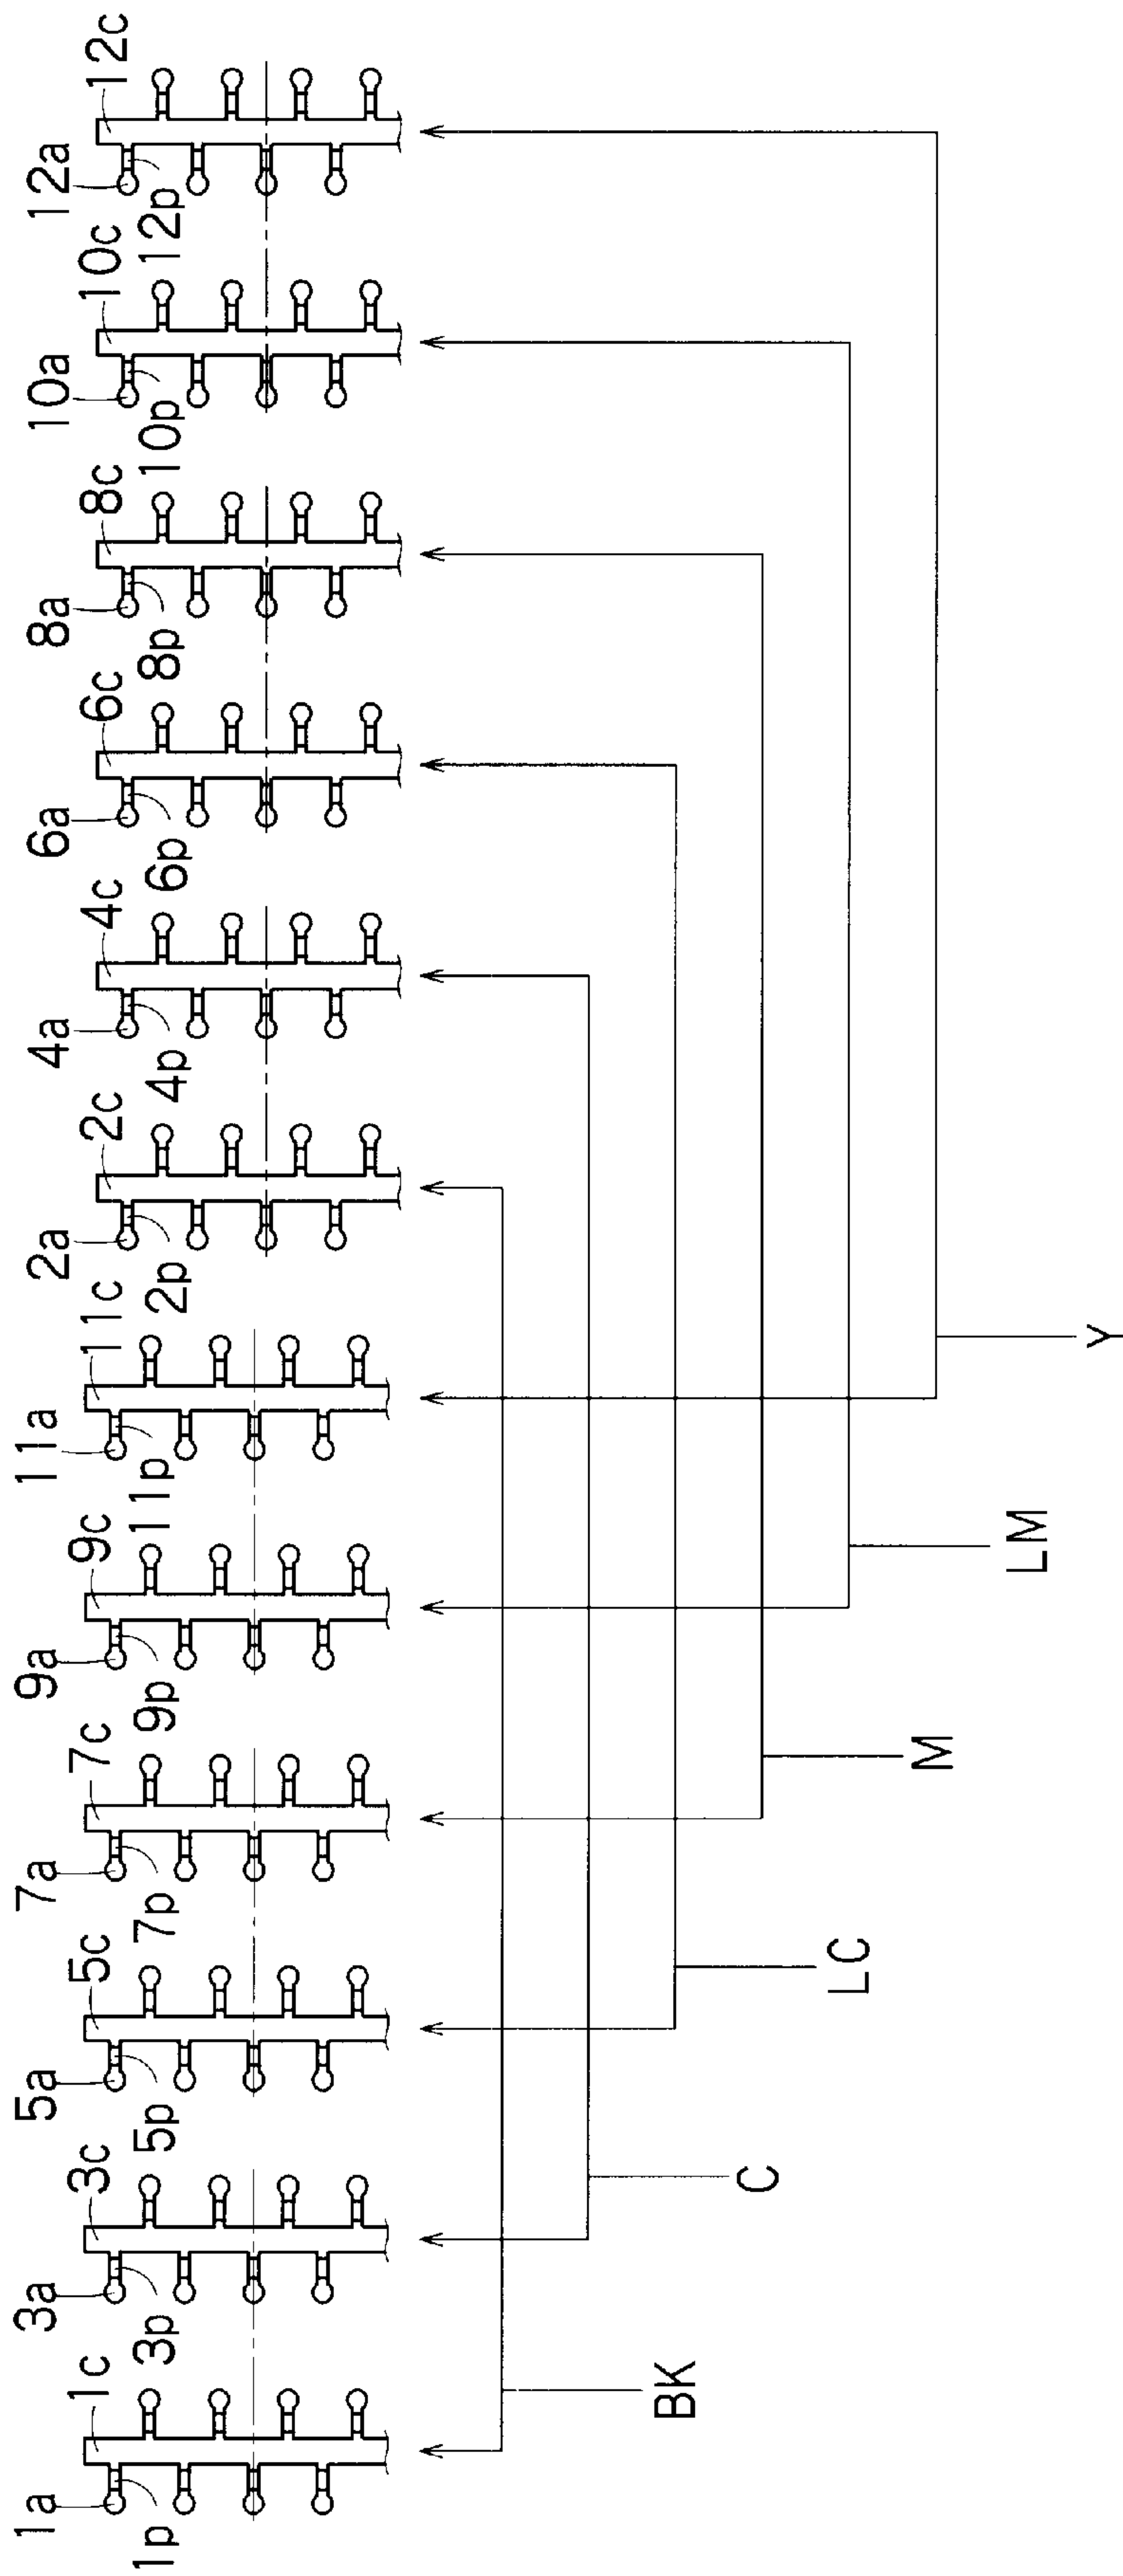 1a 1c 1p
3a 3c 3p
5a 5c 5p
7a 7c 7p
9a 9c 9p
11a 11c 11p
2a 2c 2p
4a 4c 4p
6a 6c 6p
8a 8c 8p
10a 10c 10p
12a 12c 12p
BK
C
LC
M
LM
Y